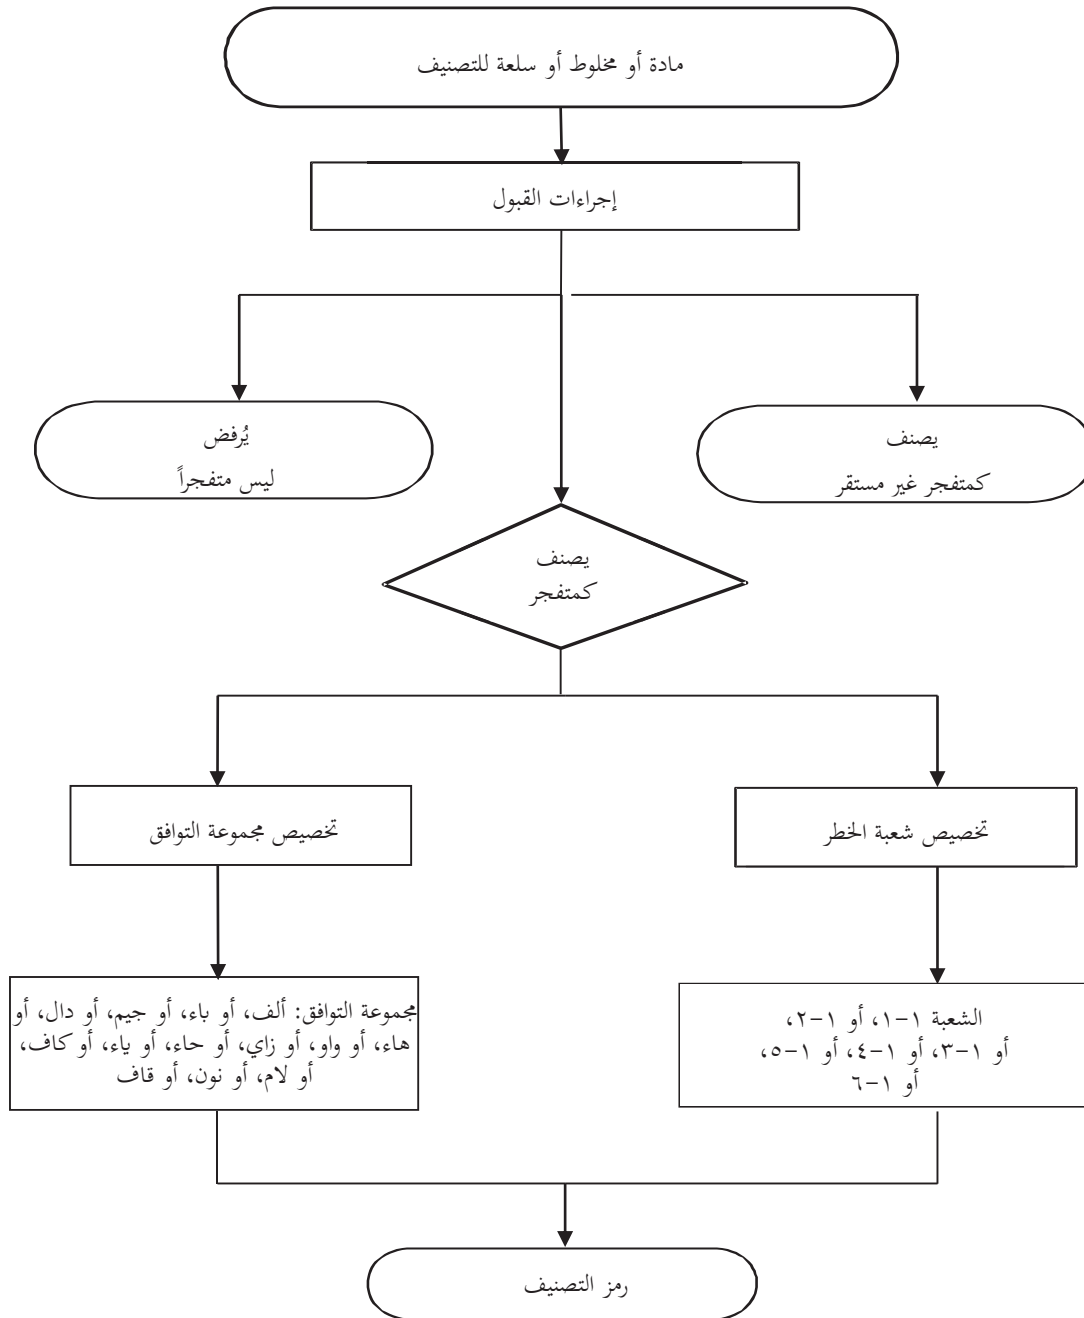 مادة أو مخلوط أو سلعة للتصنيف
إجراءات القبول
يصنف
كمتفجر غير مستقر
يُرفض
ليس متفجراً
يصنف
كمتفجر
تخصيص شعبة الخطر
تخصيص مجموعة التوافق
الشعبة ١-١، أو ١-٢،
أو ١-٣، أو ١-٤، أو ١-٥،
أو ١-٦
مجموعة التوافق: ألف، أو باء، أو جيم، أو دال، أو
هاء، أو واو، أو زاي، أو حاء، أو ياء، أو كاف،
أو لام، أو نون، أو قاف
رمز التصنيف